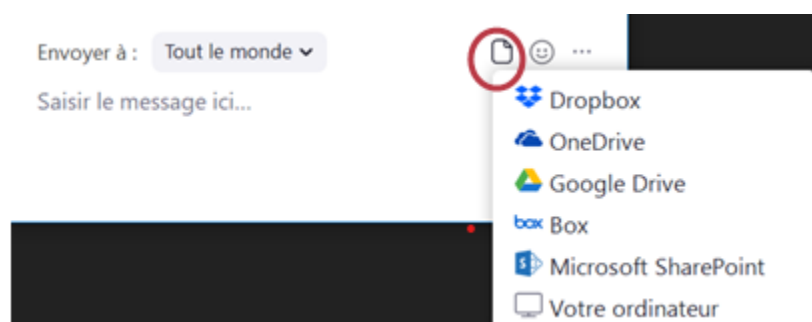 Envoyer à : Tout le monde
Saisir le message ici...
Dropbox
OneDrive
Google Drive
box Box
Microsoft SharePoint
Votre ordinateur